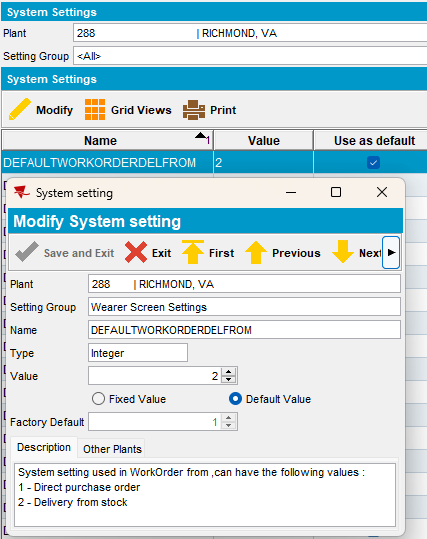 System Settings
Plant 288 | RICHMOND, VA
Setting Group <All>
System Settings
Modify Grid Views Print
Name 1 Value Use as default
DEFAULTWORKORDERDELFROM 2
System setting
Modify System setting
Save and Exit Exit First Previous Next
Plant 288 | RICHMOND, VA
Setting Group Wearer Screen Settings
Name DEFAULTWORKORDERDELFROM
Type Integer
Value 2
Fixed Value Default Value
Factory Default 1
Description Other Plants
System setting used in WorkOrder from ,can have the following values :
1 - Direct purchase order
2 - Delivery from stock